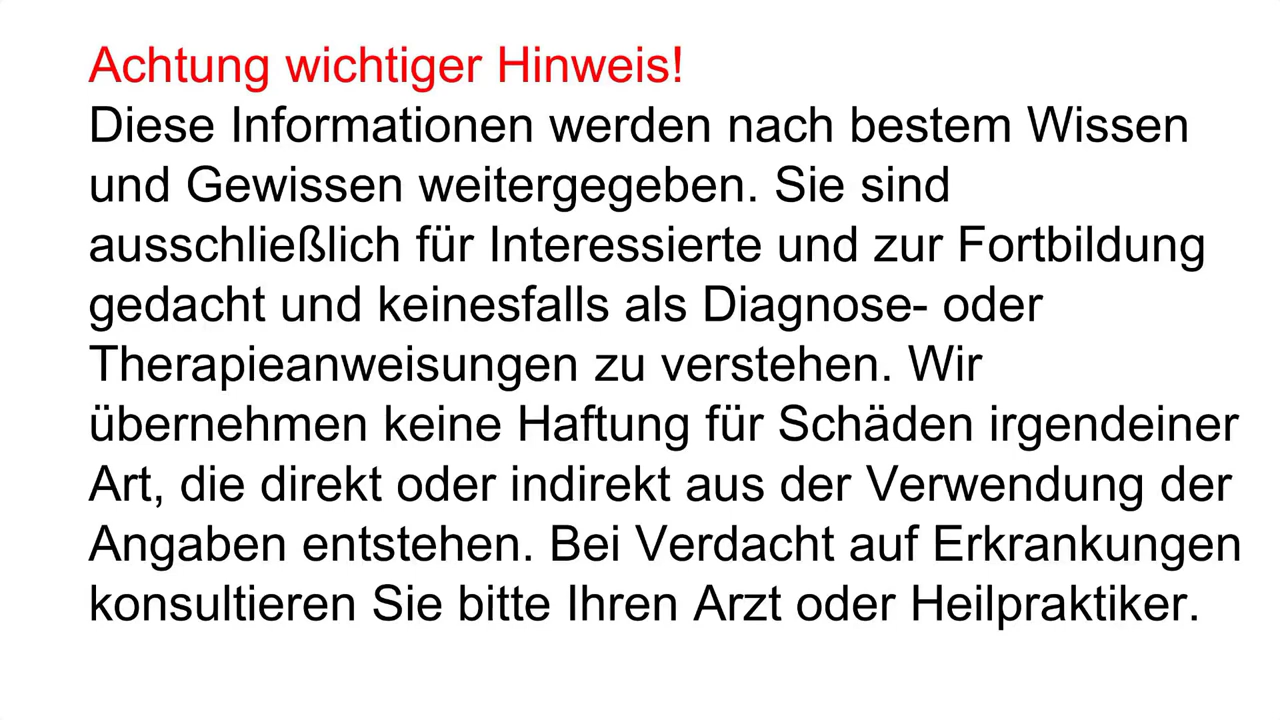 Achtung wichtiger Hinweis!
Diese Informationen werden nach bestem Wissen
und Gewissen weitergegeben. Sie sind
ausschließlich für Interessierte und zur Fortbildung
gedacht und keinesfalls als Diagnose- oder
Therapieanweisungen zu verstehen. Wir
übernehmen keine Haftung für Schäden irgendeiner
Art, die direkt oder indirekt aus der Verwendung der
Angaben entstehen. Bei Verdacht auf Erkrankungen
konsultieren Sie bitte Ihren Arzt oder Heilpraktiker.